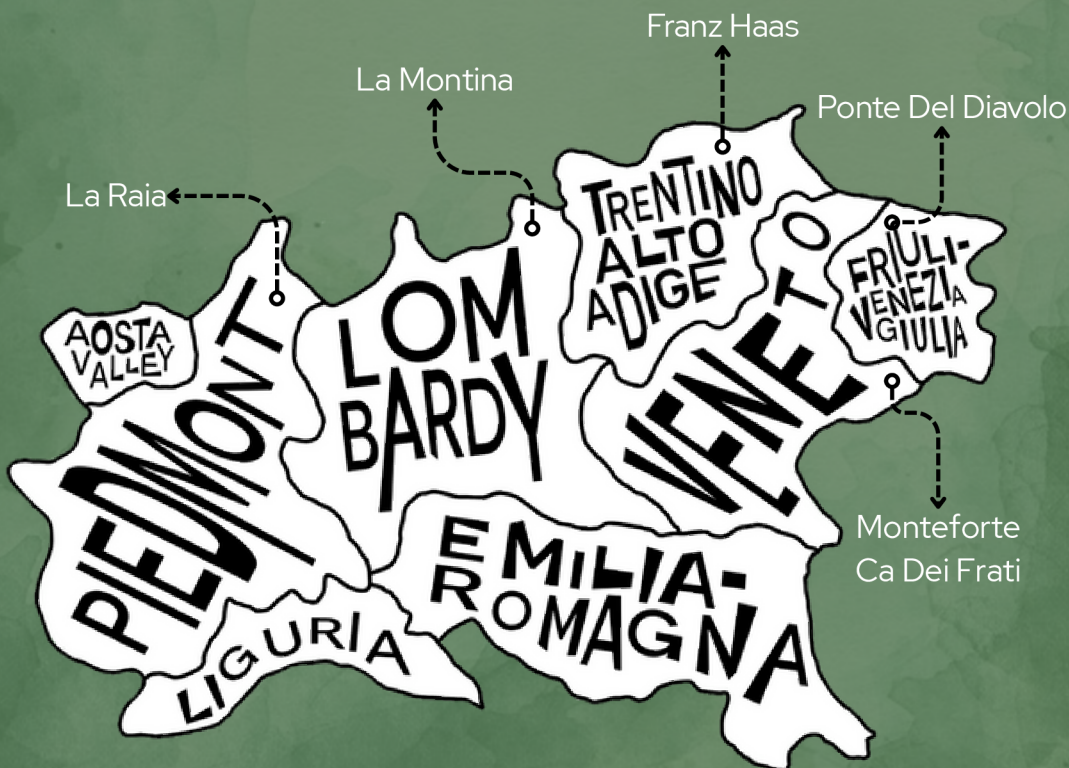 Franz Haas
La Montina
Ponte Del Diavolo
La Raia
TRENTINO
ALTO
ADIGE
FRIULI-
VENEZIA
GIULIA
AOSTA
VALLEY
PIEDMONT
LOM
BARDY
VENETO
Monteforte
Ca Dei Frati
EMILIA-
ROMAGNA
LIGURIA